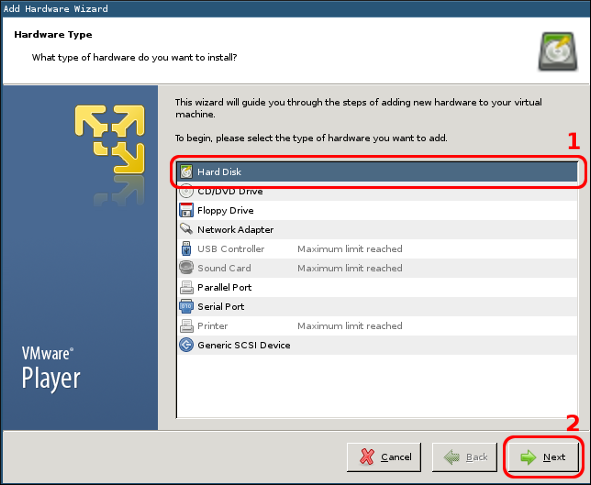 Add Hardware Wizard
Hardware Type
What type of hardware do you want to install?
This wizard will guide you through the steps of adding new hardware to your virtual
machine.
To begin, please select the type of hardware you want to add.
1
Hard Disk
CD/DVD Drive
Floppy Drive
Network Adapter
USB Controller Maximum limit reached
Sound Card Maximum limit reached
Parallel Port
Serial Port
Printer Maximum limit reached
Generic SCSI Device
VMware®
Player
2
Cancel Back Next